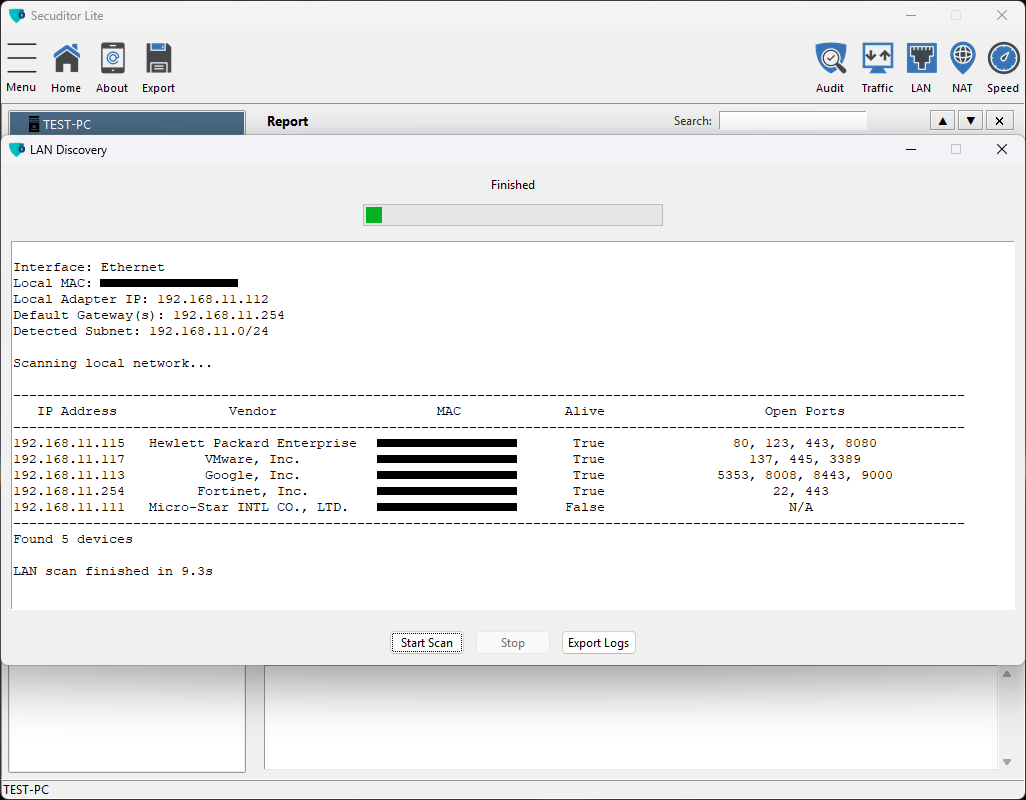 Secuditor Lite
Menu Home About Export Audit Traffic LAN NAT Speed
TEST-PC Report Search:
LAN Discovery
Finished
Interface: Ethernet
Local MAC:
Local Adapter IP: 192.168.11.112
Default Gateway(s): 192.168.11.254
Detected Subnet: 192.168.11.0/24
Scanning local network...
IP Address Vendor MAC Alive Open Ports
192.168.11.115 Hewlett Packard Enterprise True 80, 123, 443, 8080
192.168.11.117 VMware, Inc. True 137, 445, 3389
192.168.11.113 Google, Inc. True 5353, 8008, 8443, 9000
192.168.11.254 Fortinet, Inc. True 22, 443
192.168.11.111 Micro-Star INTL CO., LTD. False N/A
Found 5 devices
LAN scan finished in 9.3s
Start Scan Stop Export Logs
TEST-PC